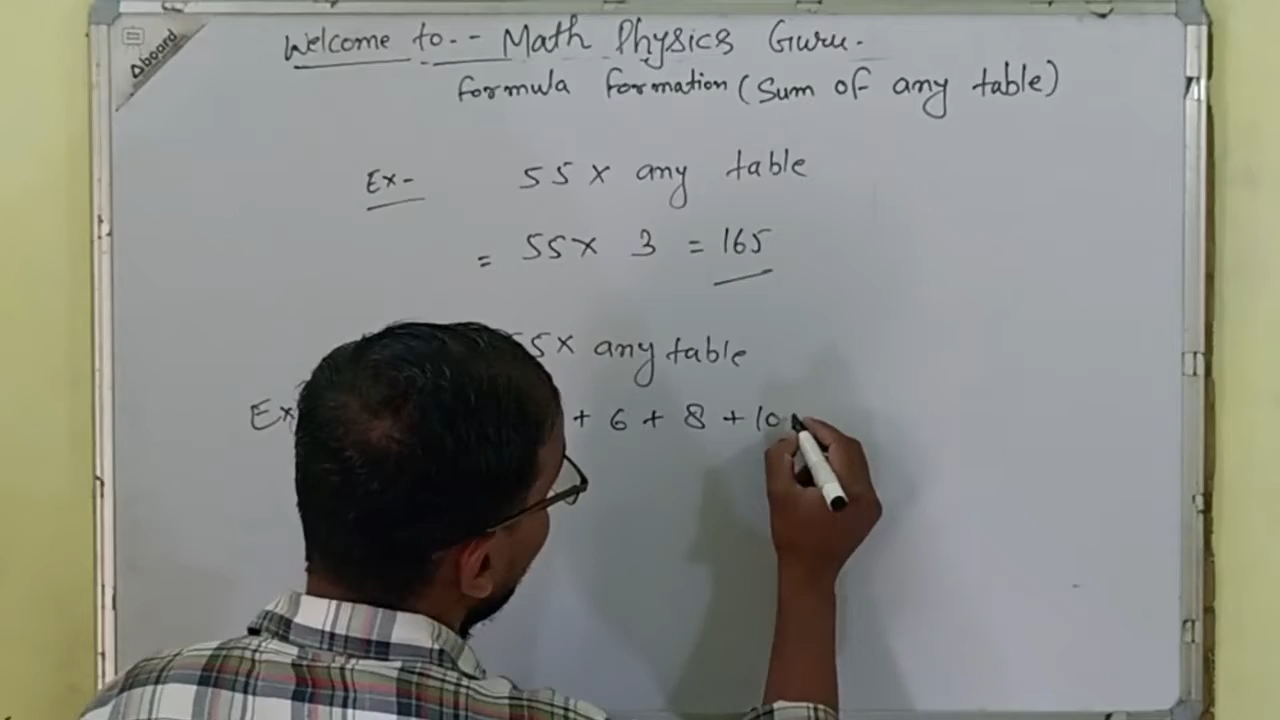 Aboard
Welcome to.-- Math Physics Guru.
formula formation (Sum of any table)
Ex- 55 x any table
= 55 x 3 = 165
5 x any table
Ex + 6 + 8 + 10